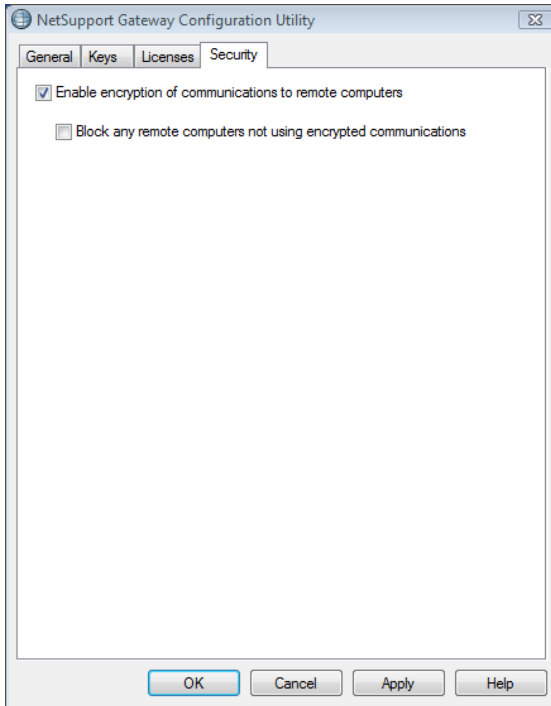 NetSupport Gateway Configuration Utility
General Keys Licenses Security
Enable encryption of communications to remote computers
Block any remote computers not using encrypted communications
OK Cancel Apply Help